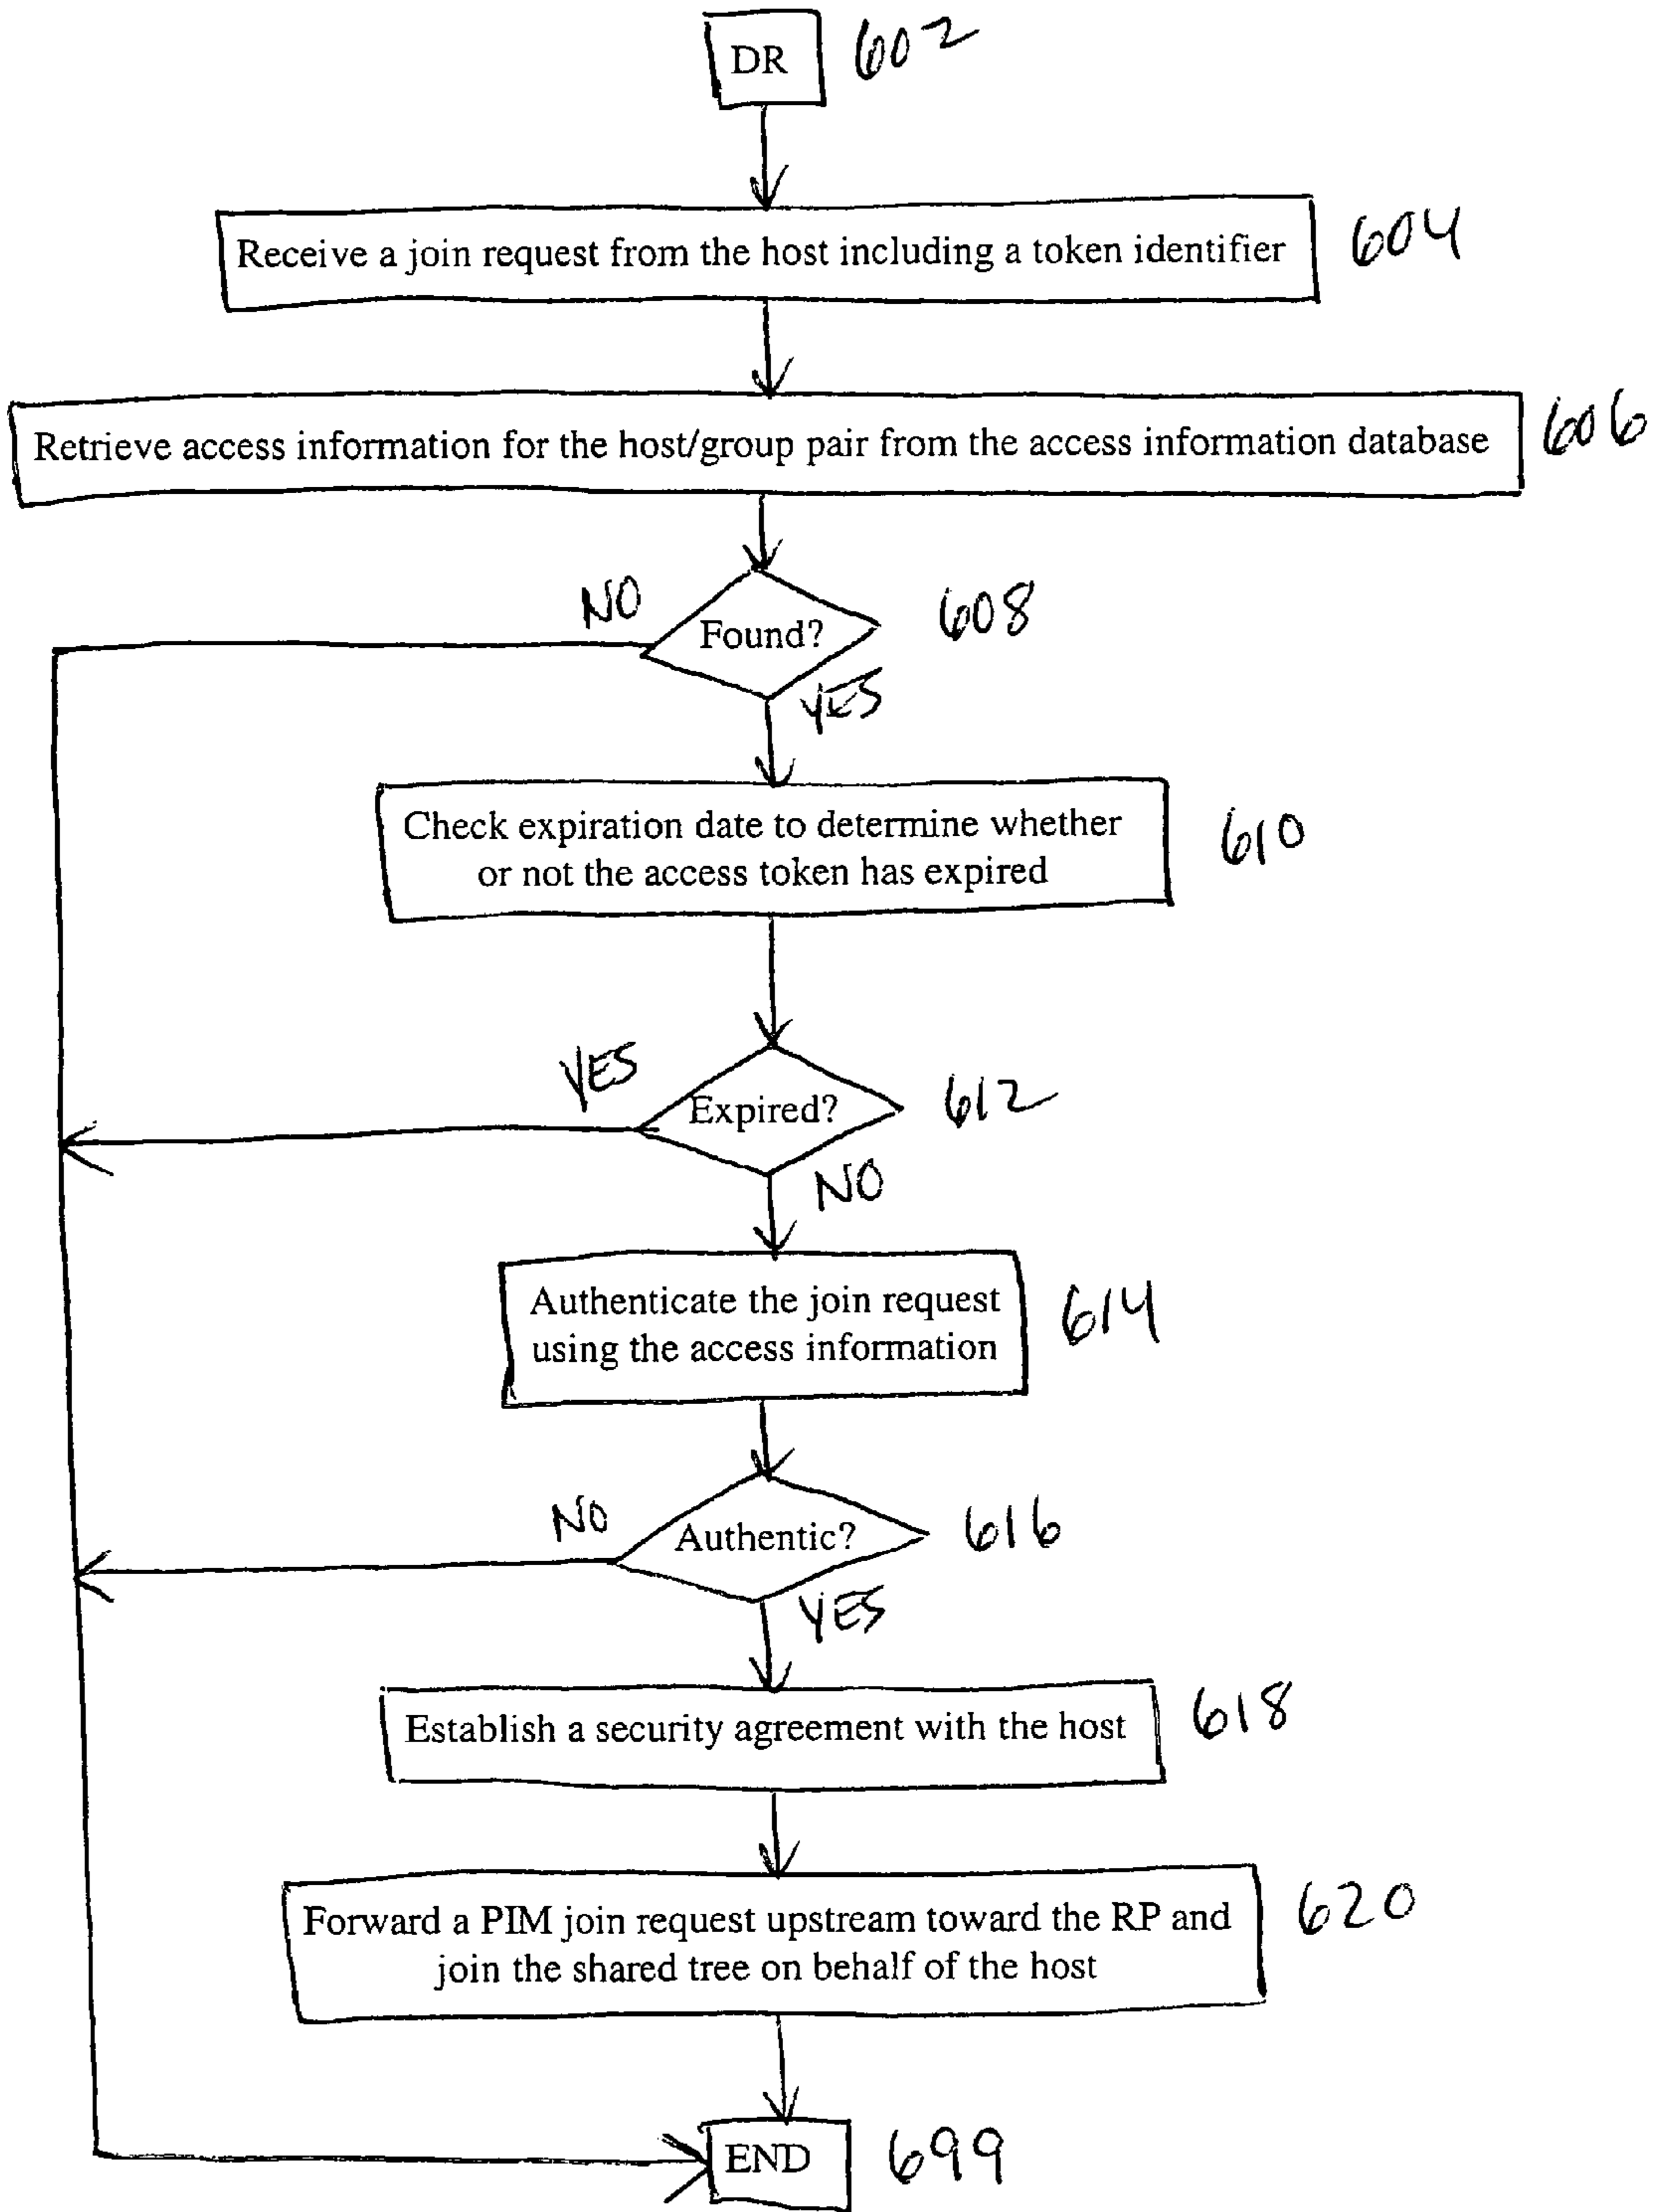 DR 602
Receive a join request from the host including a token identifier 604
Retrieve access information for the host/group pair from the access information database 606
NO
Found? 608
YES
Check expiration date to determine whether
or not the access token has expired
610
YES
Expired? 612
NO
Authenticate the join request
using the access information
614
NO
Authentic? 616
YES
Establish a security agreement with the host 618
Forward a PIM join request upstream toward the RP and
join the shared tree on behalf of the host
620
END 699